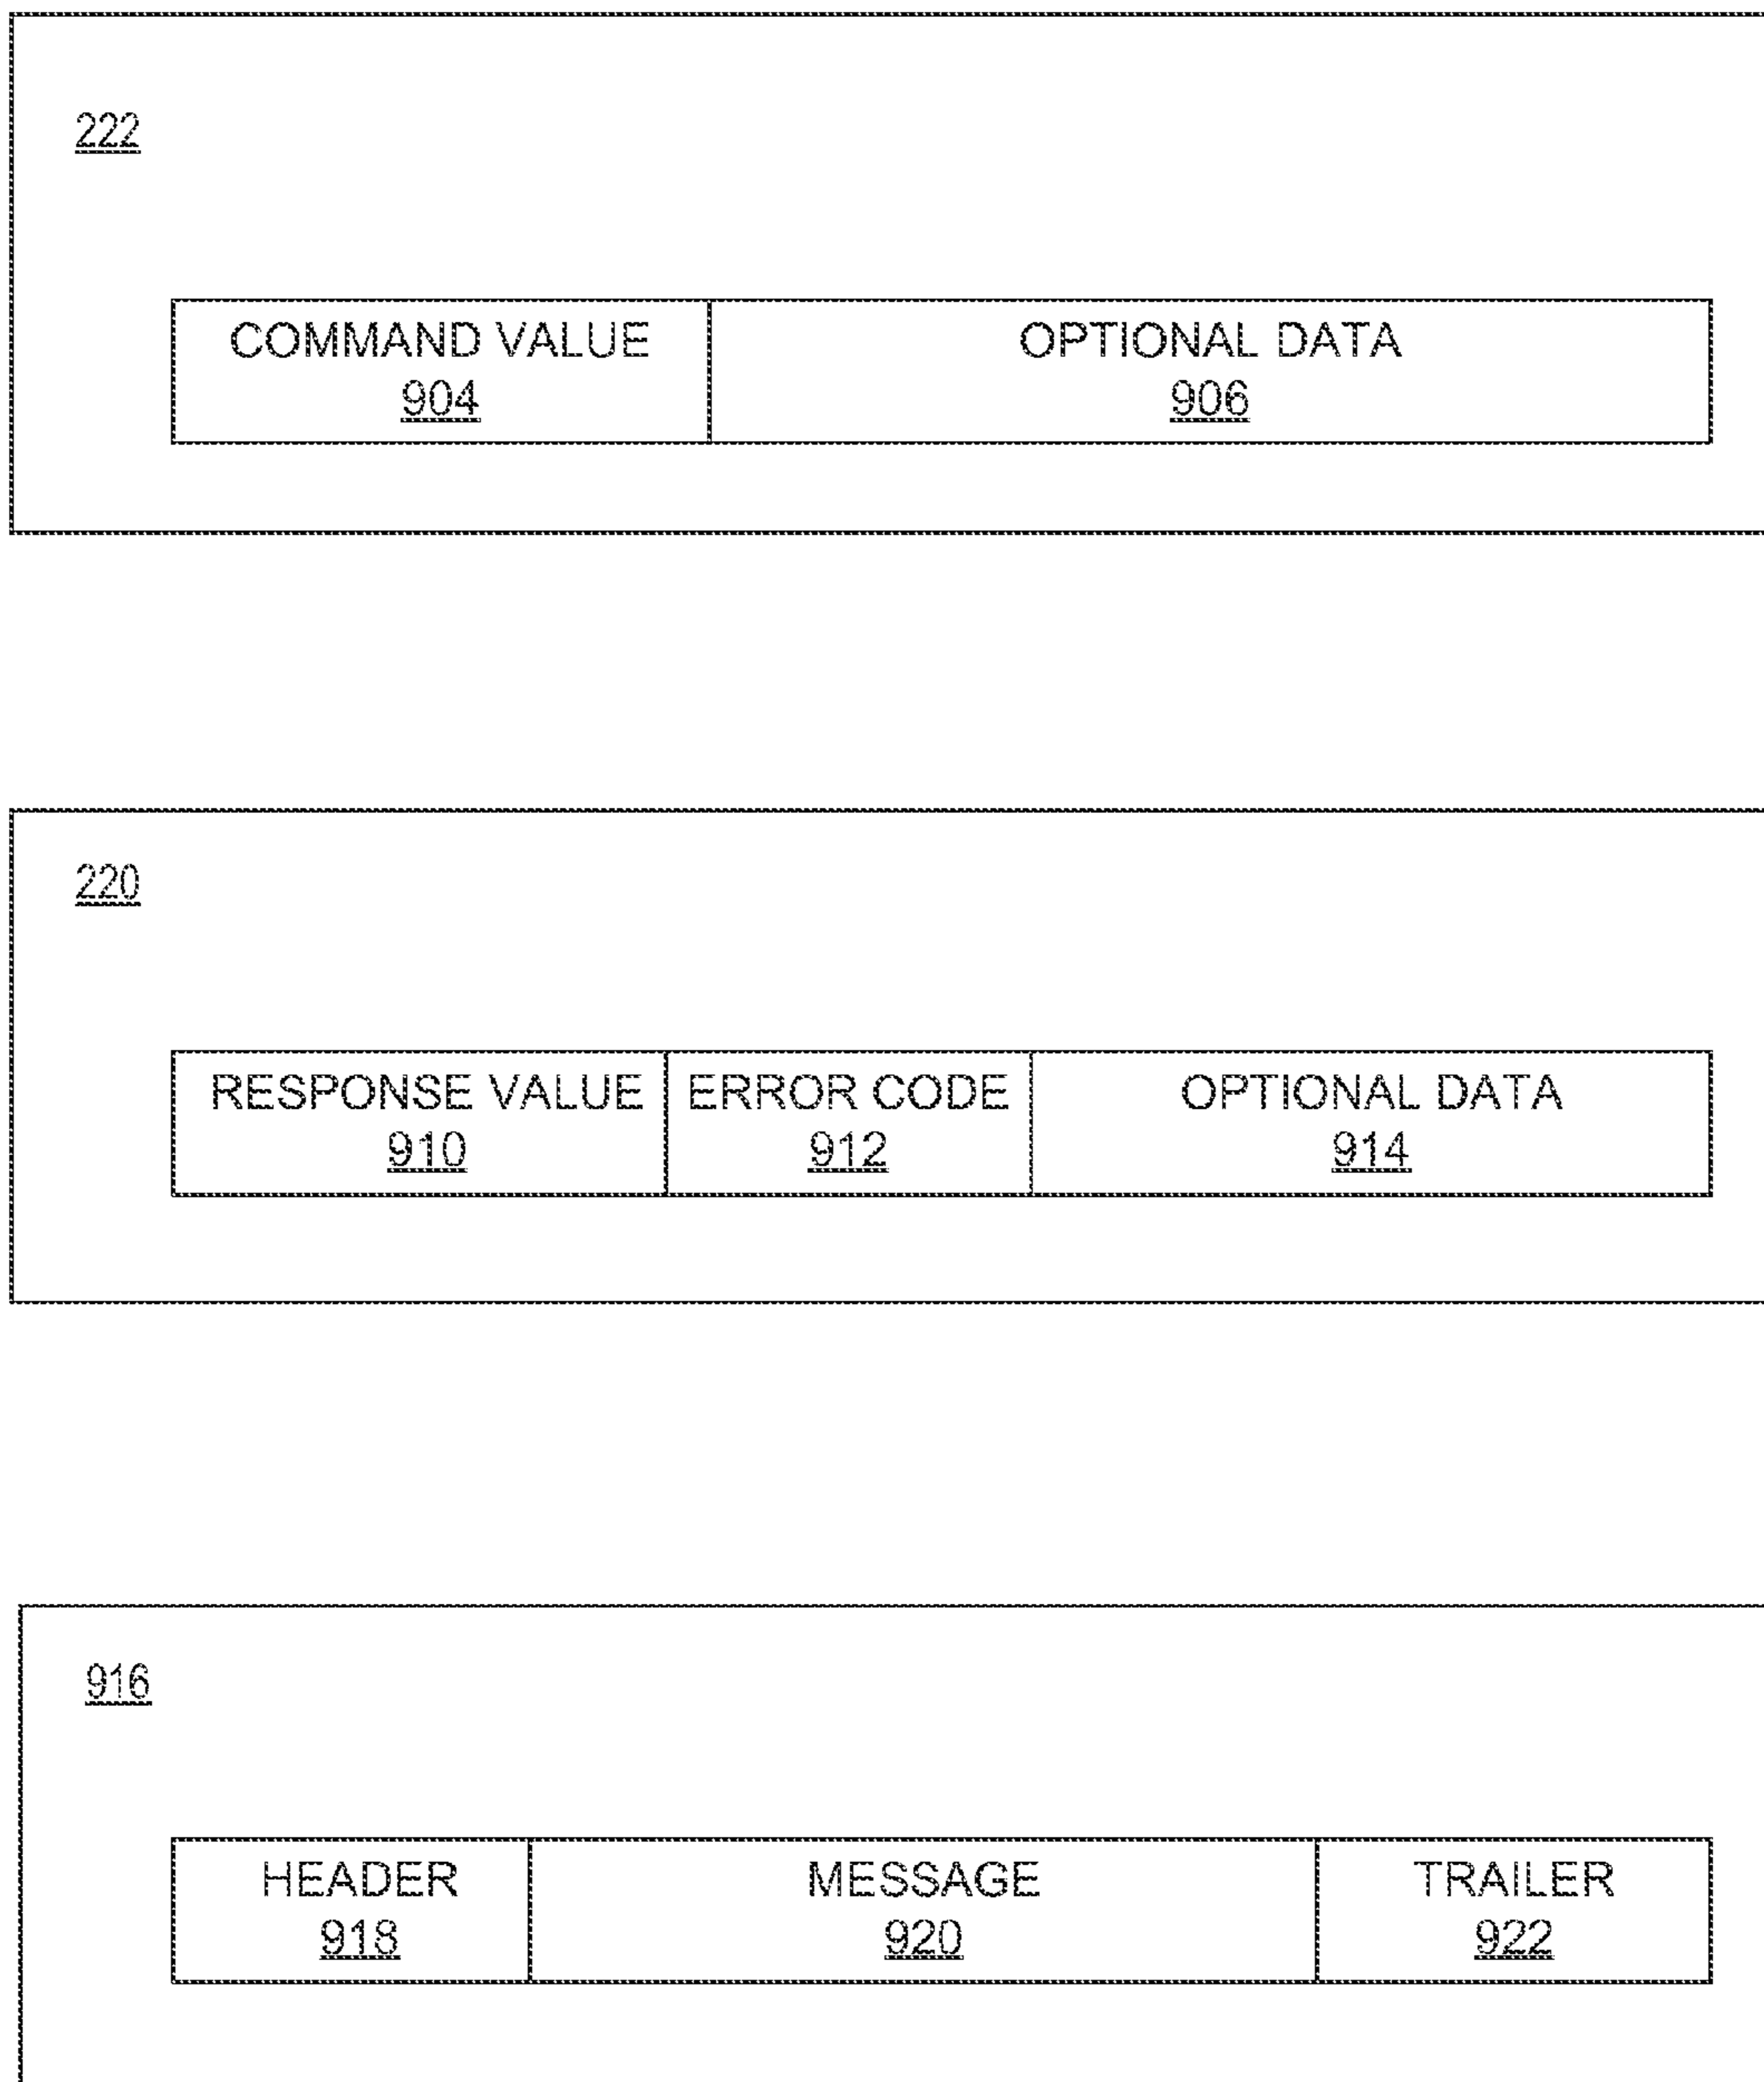 222
COMMAND VALUE OPTIONAL DATA
904 906
220
RESPONSE VALUE ERROR CODE OPTIONAL DATA
910 912 914
916
HEADER MESSAGE TRAILER
918 920 922